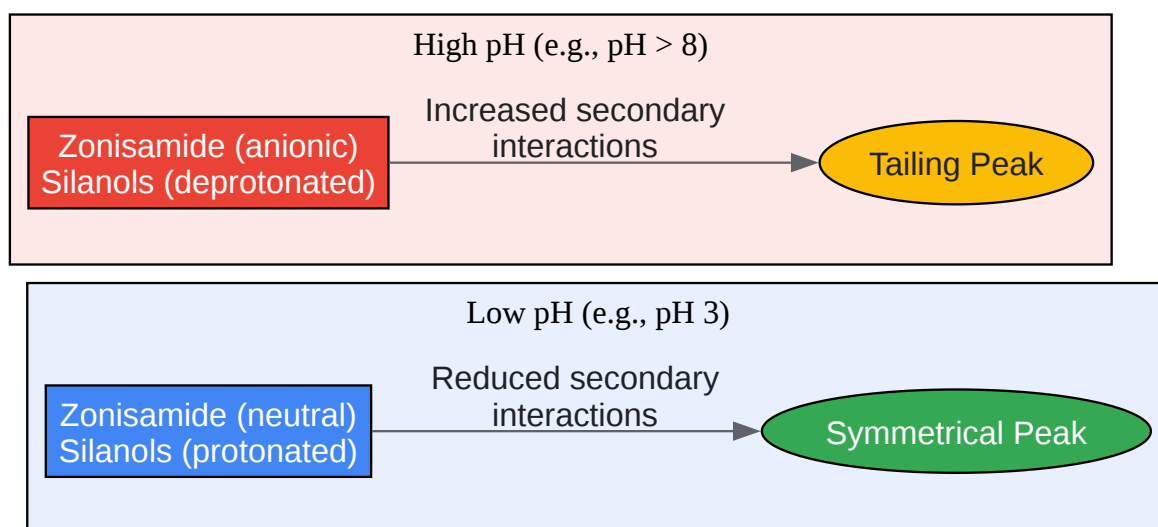 High pH (e.g., pH > 8)
Zonisamide (anionic)
Silanols (deprotonated)
Increased secondary
interactions
Tailing Peak
Low pH (e.g., pH 3)
Zonisamide (neutral)
Silanols (protonated)
Reduced secondary
interactions
Symmetrical Peak